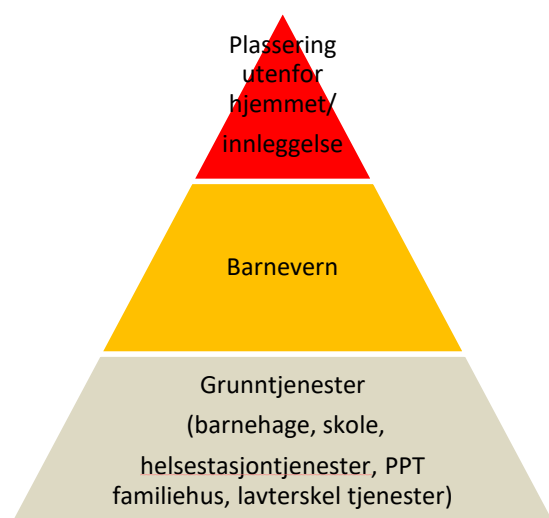 Plassering
utenfor
hjemmet/
innleggelse
Barnevern
Grunntjenester
(barnehage, skole,
helsestasjontjenester, PPT
familiehus, lavterskel tjenester)